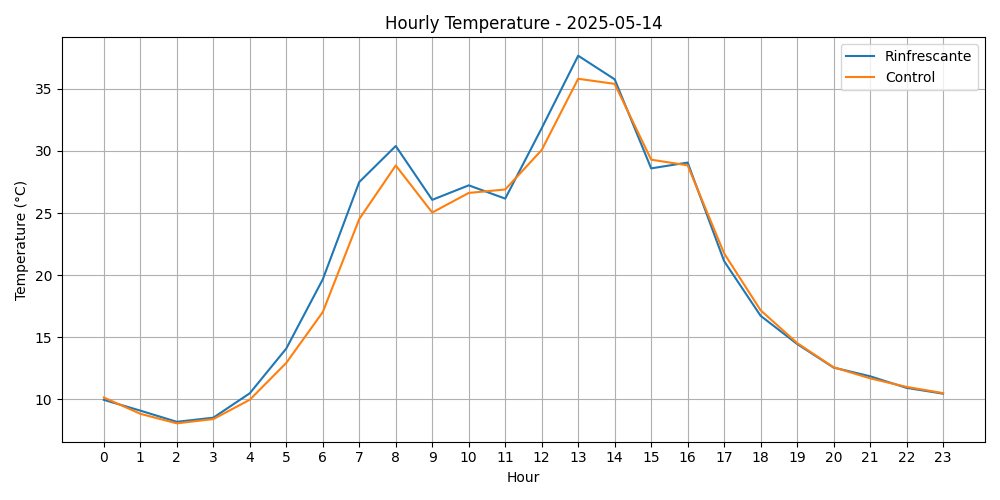 Hourly Temperature - 2025-05-14
Rinfrescante
Control
Temperature (°C)
35
30
25
20
15
10
0 1 2 3 4 5 6 7 8 9 10 11 12 13 14 15 16 17 18 19 20 21 22 23
Hour